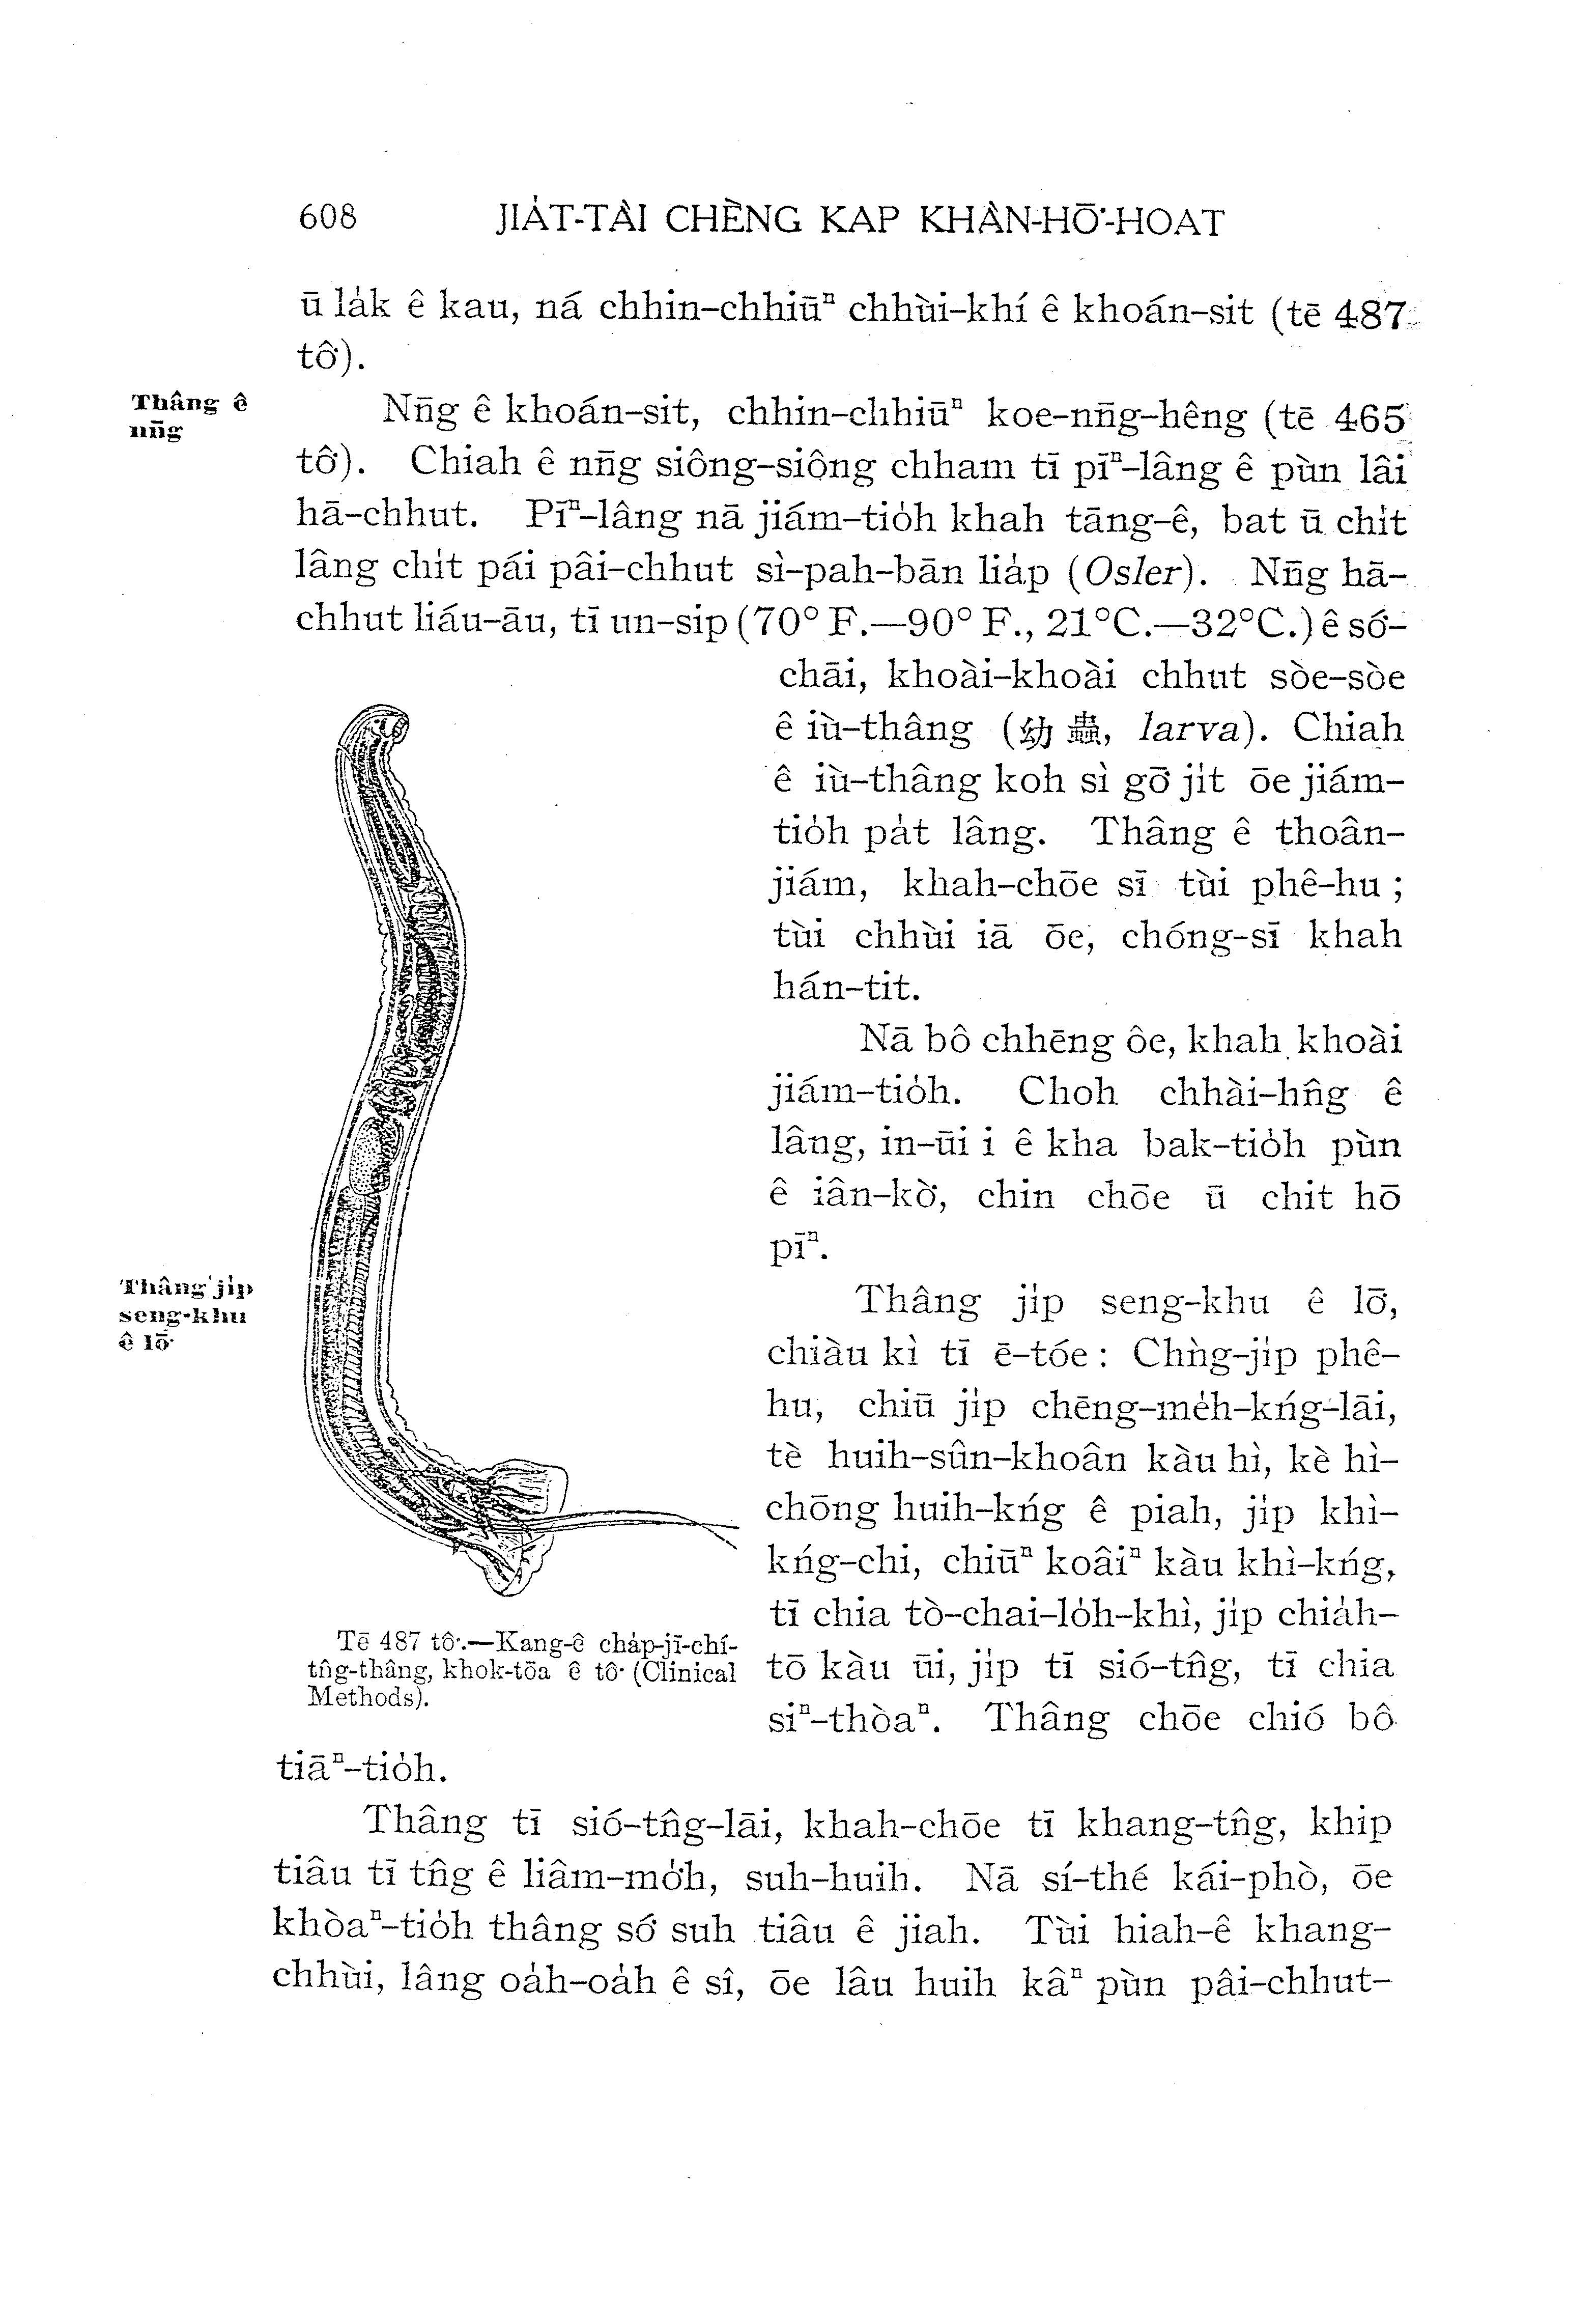 608 JIA̍T-TÀI CHÈNG KAP KHÀN-HŌ͘-HOAT
ū la̍k ê kau, ná chhin-chhiūⁿ chhùi-khí ê khoán-sit (tē 487
tô͘).
Thâng ê
nn̄g
Nn̄g ê khoán-sit, chhin-chhiūⁿ koe-nn̄g-hêng (tē 465
tô͘). Chiah ê nn̄g siông-siông chham tī pīⁿ-lâng ê pùn lâi
hā-chhut. Pīⁿ-lâng nā jiám-tio̍h khah tāng-ê, bat ū chi̍t
lâng chi̍t pái pâi-chhut sì-pah-bān lia̍p (Osler). Nn̄g hā-
chhut liáu-āu, tī un-sip (70° F.—90° F., 21°C.—32°C.) ê só͘-
chāi, khoài-khoài chhut sòe-sòe
ê iù-thâng (幼蟲, larva). Chiah
ê iù-thâng koh sì gō͘ ji̍t ōe jiám-
tio̍h pa̍t lâng. Thâng ê thoân-
jiám, khah-chōe sī tùi phê-hu ;
tùi chhùi iā ōe, chóng-sī khah
hán-tit.
Nā bô chhēng ôe, khah khoài
jiám-tio̍h. Choh chhài-hn̂g ê
lâng, in-ūi i ê kha bak-tio̍h pùn
ê iân-kò͘, chin chōe ū chit hō
pīⁿ.
Thâng ji̍p
seng-khu
ê lō͘
Thâng ji̍p seng-khu ê lō͘,
chiàu kì tī ē-tóe : Chǹg-ji̍p phê-
hu, chiū ji̍p chēng-me̍h-kńg-lāi,
tè huih-sûn-khoân kàu hì, kè hì-
chōng huih-kńg ê piah, ji̍p khì-
kńg-chi, chiūⁿ koâiⁿ kàu khì-kńg,
tī chia tò-chai-lo̍h-khì, ji̍p chia̍h-
tō kàu ūi, ji̍p tī sió-tn̂g, tī chia
siⁿ-thòaⁿ. Thâng chōe chió bô
tiāⁿ-tio̍h.
Tē 487 tô͘.—Kang-ê cha̍p-jī-chí-
tn̂g-thâng, khok-tōa ê tô͘ (Clinical
Methods).
Thâng tī sió-tn̂g-lāi, khah-chōe tī khang-tn̂g, khip
tiâu tī tn̂g ê liâm-mo̍͘h, suh-huih. Nā sí-thé kái-phò, ōe
khòaⁿ-tio̍h thâng só͘ suh tiâu ê jiah. Tùi hiah-ê khang-
chhùi, lâng oa̍h-oa̍h ê sî, ōe lâu huih kâⁿ pùn pâi-chhut-